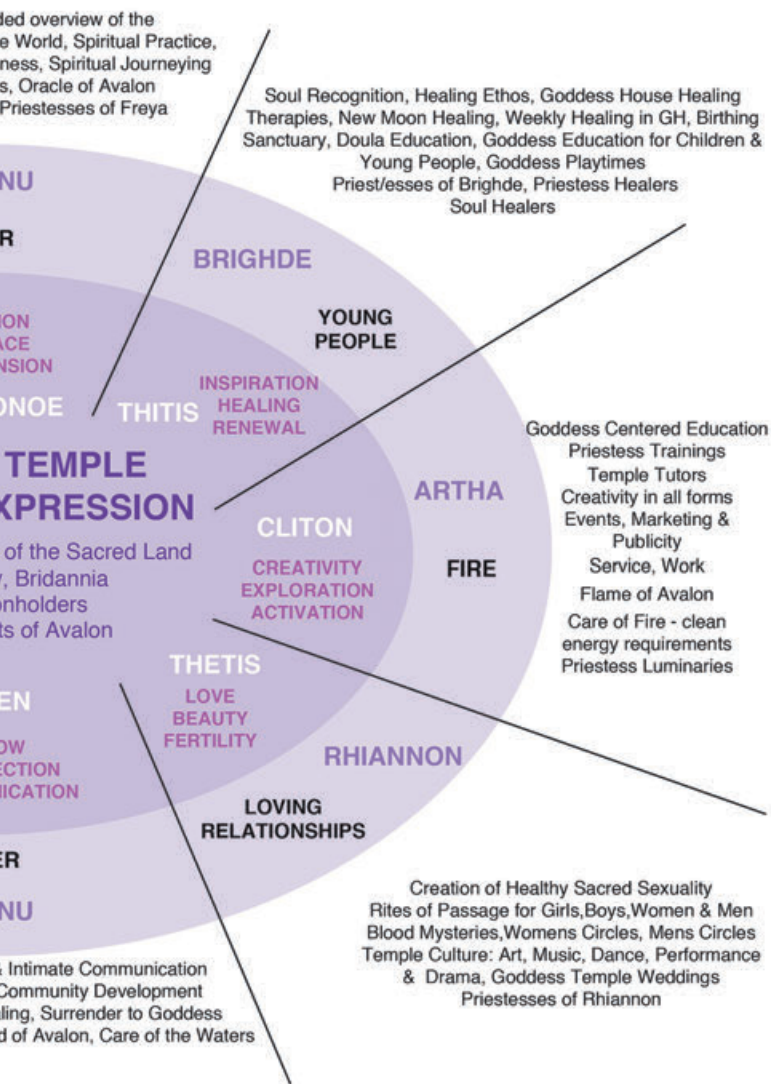 ded overview of the
e World, Spiritual Practice,
ness, Spiritual Journeying
s, Oracle of Avalon
Priestesses of Freya
Soul Recognition, Healing Ethos, Goddess House Healing
Therapies, New Moon Healing, Weekly Healing in GH, Birthing
Sanctuary, Doula Education, Goddess Education for Children &
Young People, Goddess Playtimes
Priest/esses of Brighde, Priestess Healers
Soul Healers
NU
R
BRIGHDE
YOUNG
PEOPLE
ION
ACE
NSION
ONOE
THITIS
INSPIRATION
HEALING
RENEWAL
TEMPLE
XPRESSION
of the Sacred Land
, Bridannia
onholders
ts of Avalon
CLITON
CREATIVITY
EXPLORATION
ACTIVATION
ARTHA
FIRE
Goddess Centered Education
Priestess Trainings
Temple Tutors
Creativity in all forms
Events, Marketing &
Publicity
Service, Work
Flame of Avalon
Care of Fire - clean
energy requirements
Priestess Luminaries
THETIS
LOVE
BEAUTY
FERTILITY
EN
OW
ECTION
ICATION
RHIANNON
LOVING
RELATIONSHIPS
ER
NU
& Intimate Communication
Community Development
ling, Surrender to Goddess
d of Avalon, Care of the Waters
Creation of Healthy Sacred Sexuality
Rites of Passage for Girls,Boys,Women & Men
Blood Mysteries,Womens Circles, Mens Circles
Temple Culture: Art, Music, Dance, Performance
& Drama, Goddess Temple Weddings
Priestesses of Rhiannon